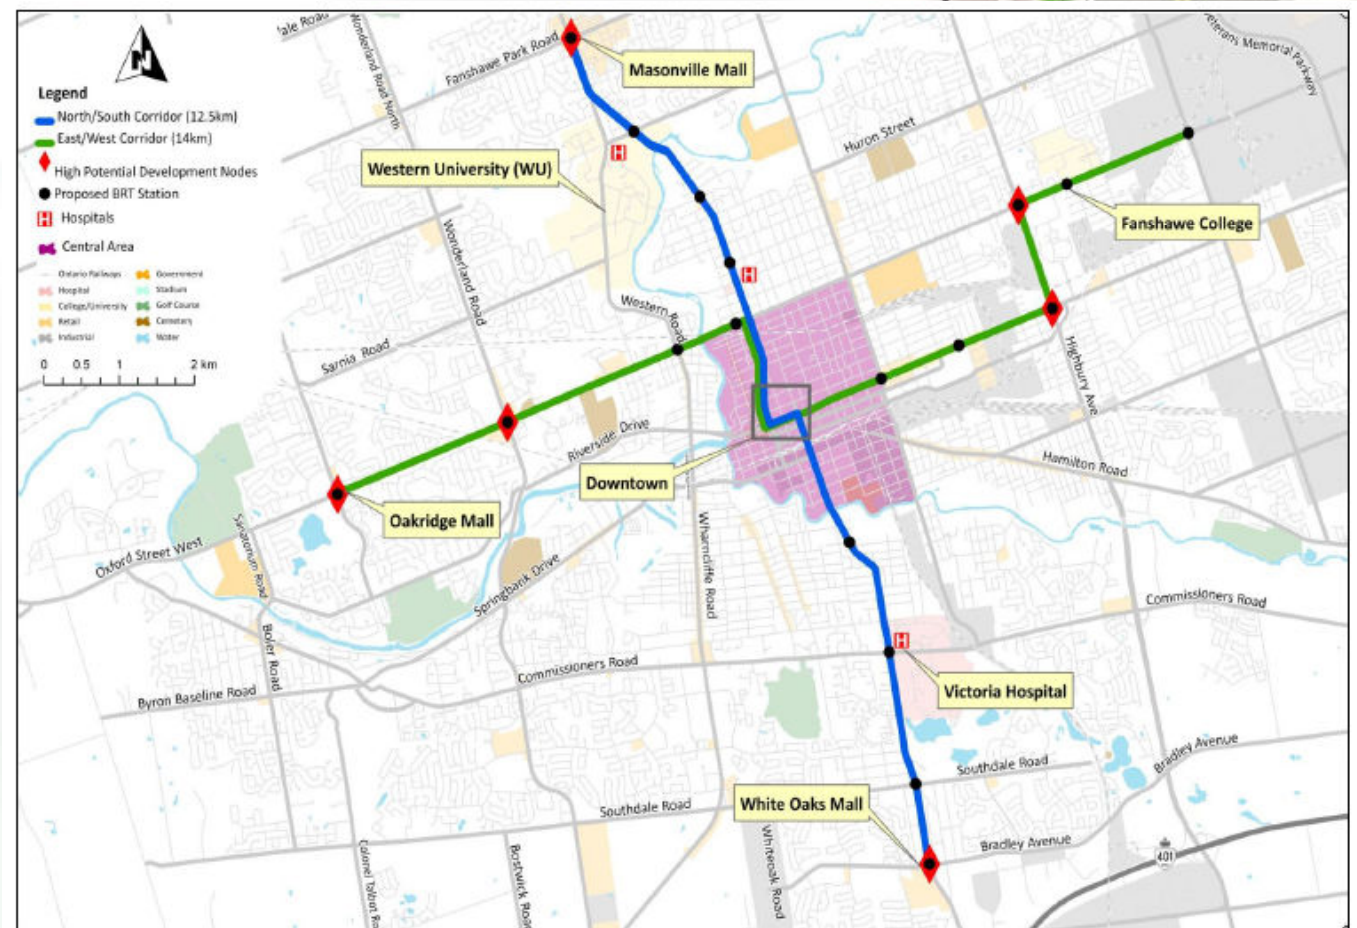 N
Legend
North/South Corridor (12.5km)
East/West Corridor (14km)
High Potential Development Nodes
Proposed BRT Station
H Hospitals
Central Area
Ontario Railways
Hospital
College/University
Retail
Industrial
Government
Stadium
Golf Course
Cemetery
Water
0 0.5 1 2 km
Wonderland Road North
Fanshawe Park Road
Masonville Mall
Veterans Memorial Parkway
Huron Street
H
Western University (WU)
Fanshawe College
Wonderland Road
H
Western Road
Sarnia Road
Highbury Ave
Riverside Drive
Hamilton Road
Downtown
Oakridge Mall
Oxford Street West
Sanatorium Road
Springbank Drive
Wharncliffe Road
Commissioners Road
H
Boler Road
Commissioners Road
Byron Baseline Road
Victoria Hospital
Bradley Avenue
Southdale Road
White Oaks Mall
Southdale Road
Bradley Avenue
401
Whiteoak Road
Colonel Talbot
Bostwick Road